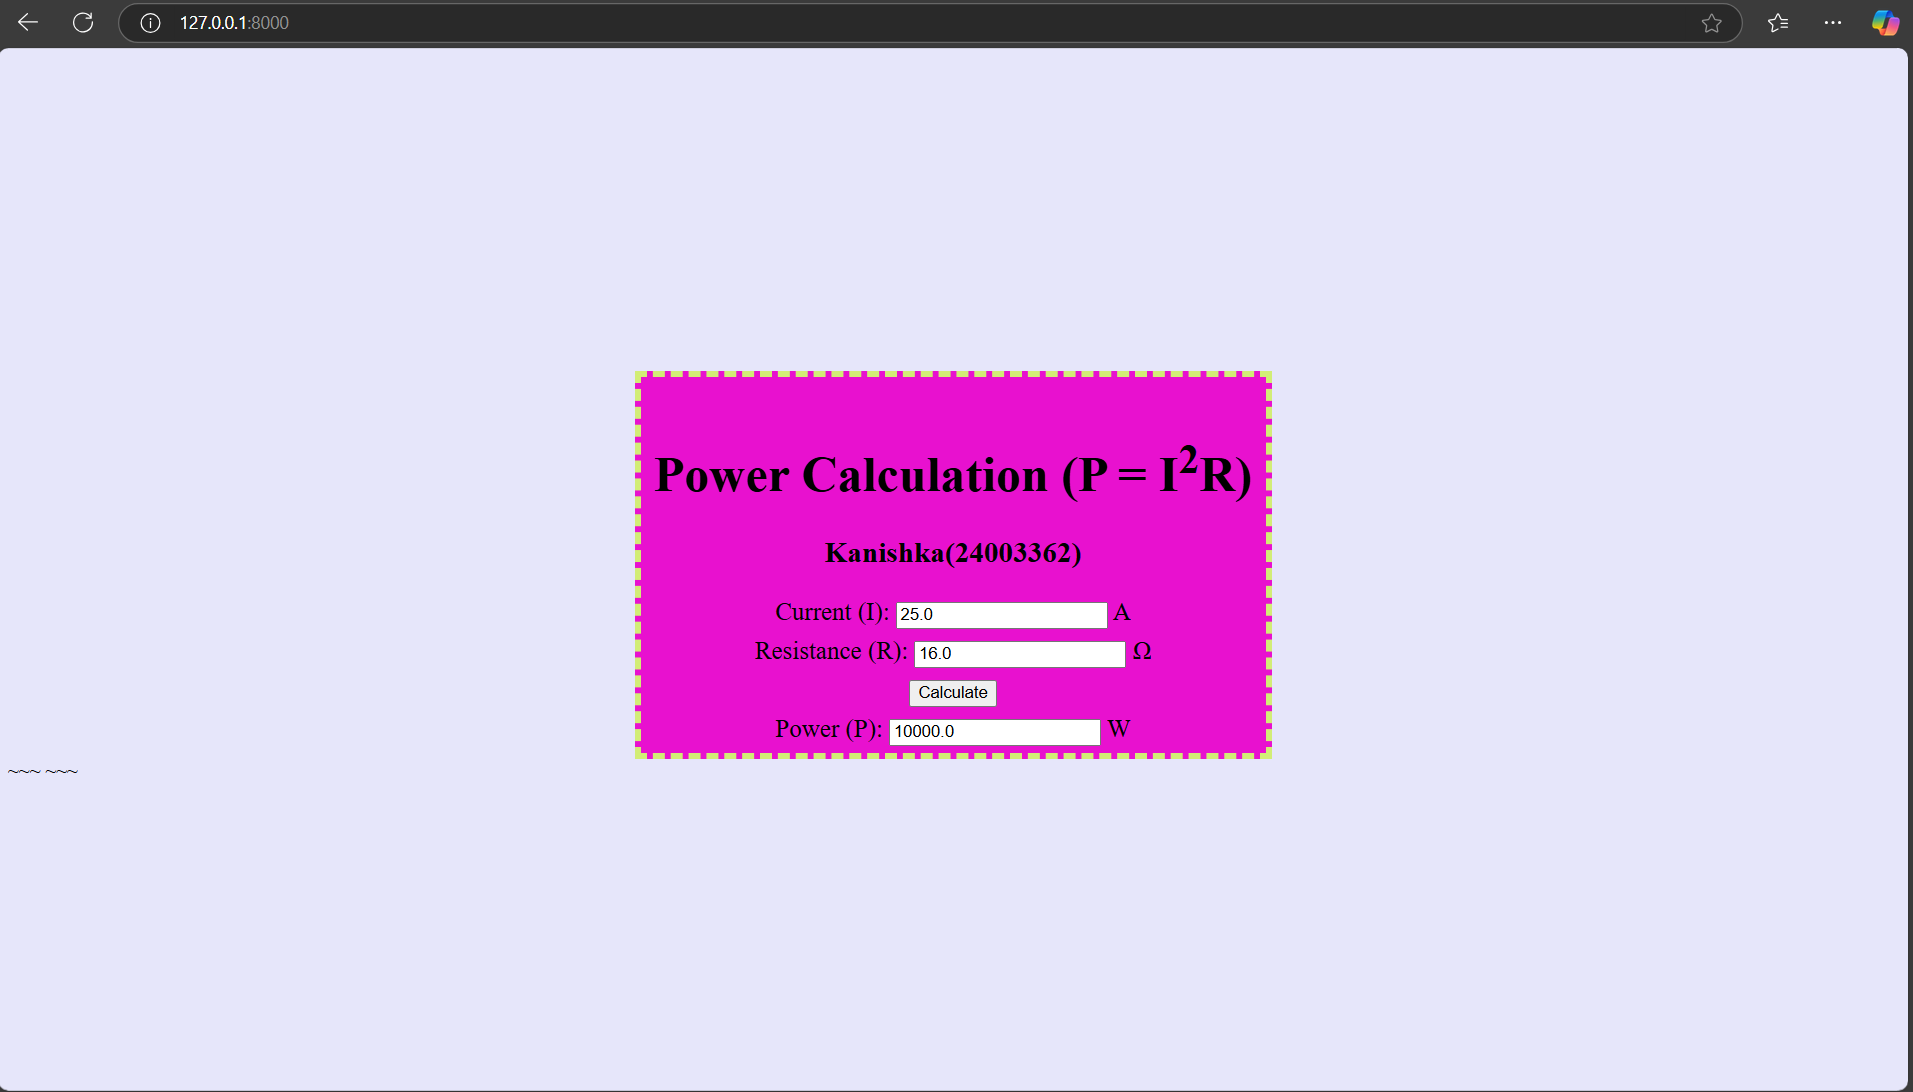 127.0.0.1:8000
Power Calculation (P = I²R)
Kanishka(24003362)
Current (I): 25.0 A
Resistance (R): 16.0 Ω
Calculate
Power (P): 10000.0 W
~~~ ~~~